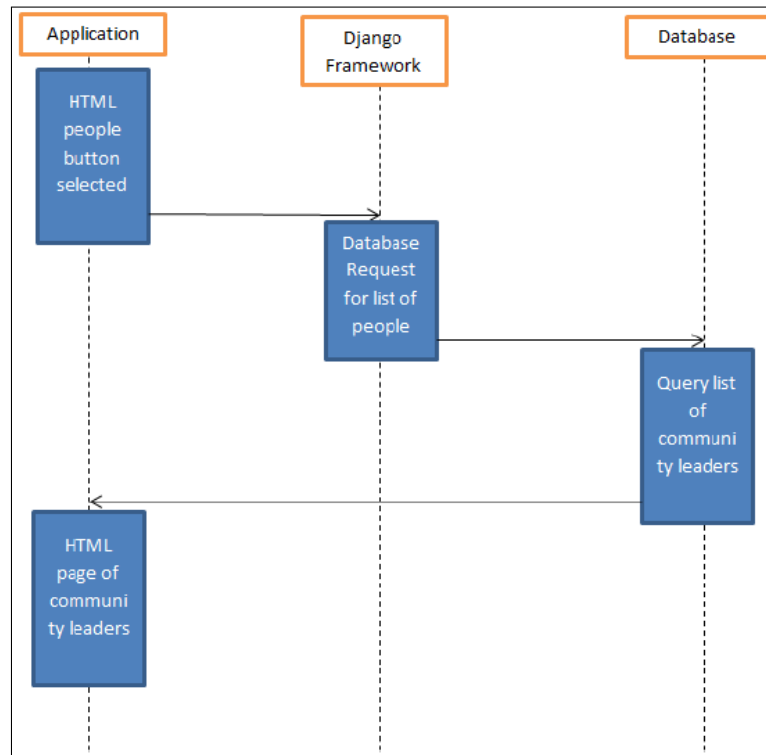 Application
Django
Framework
Database
HTML
people
button
selected
Database
Request
for list of
people
Query list
of
communi
ty leaders
HTML
page of
communi
ty leaders